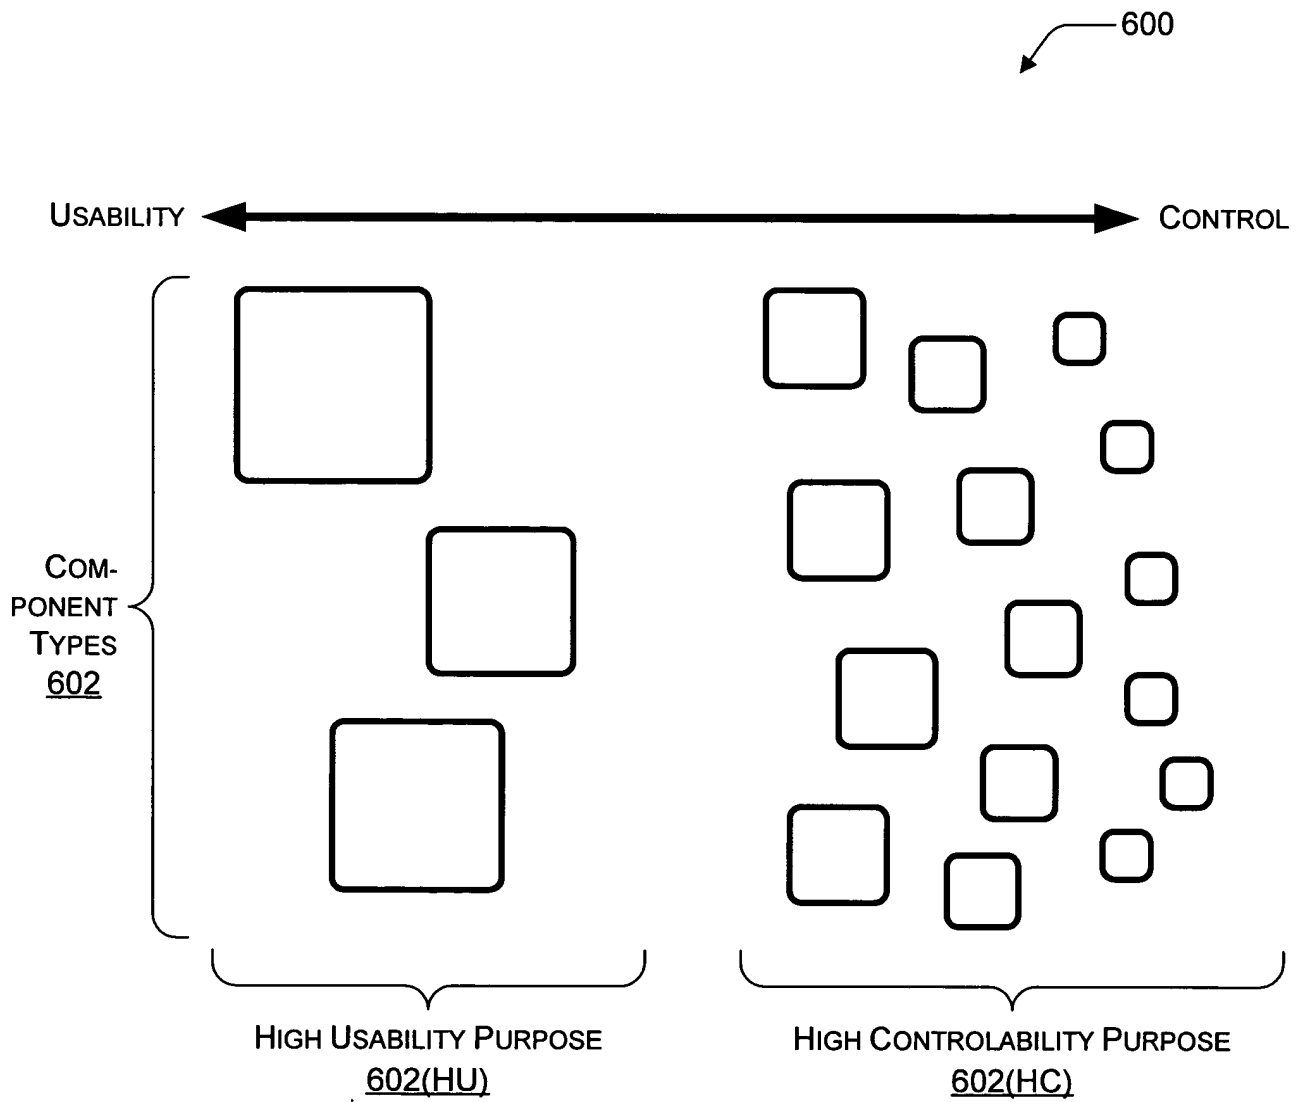 600
USABILITY
CONTROL
COM-
PONENT
TYPES
602
HIGH USABILITY PURPOSE
602(HU)
HIGH CONTROLABILITY PURPOSE
602(HC)